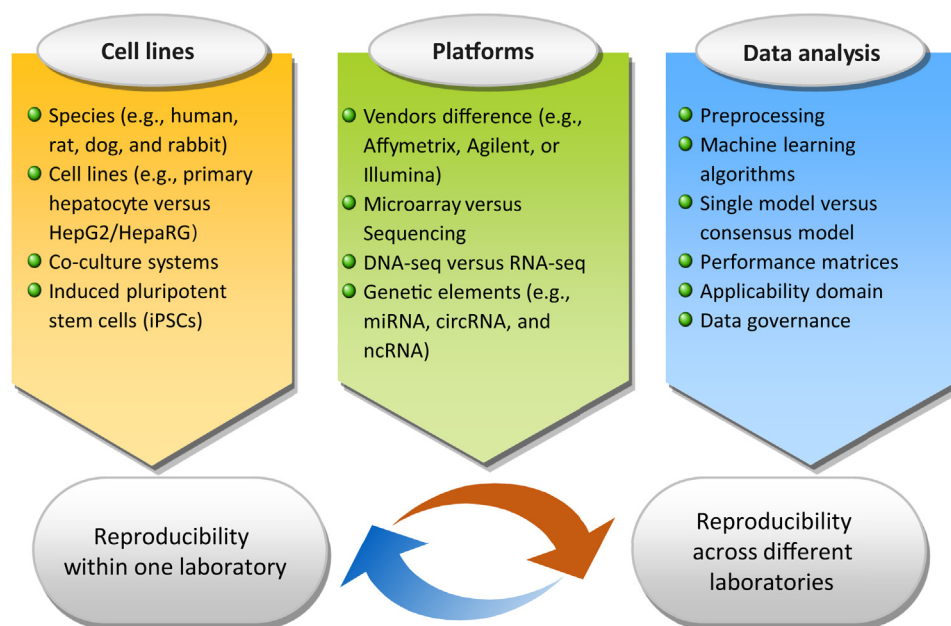 Cell lines
Species (e.g., human,
rat, dog, and rabbit)
Cell lines (e.g., primary
hepatocyte versus
HepG2/HepaRG)
Co-culture systems
Induced pluripotent
stem cells (iPSCs)
Platforms
Vendors difference (e.g.,
Affymetrix, Agilent, or
Illumina)
Microarray versus
Sequencing
DNA-seq versus RNA-seq
Genetic elements (e.g.,
miRNA, circRNA, and
ncRNA)
Data analysis
Preprocessing
Machine learning
algorithms
Single model versus
consensus model
Performance matrices
Applicability domain
Data governance
Reproducibility
within one laboratory
Reproducibility
across different
laboratories